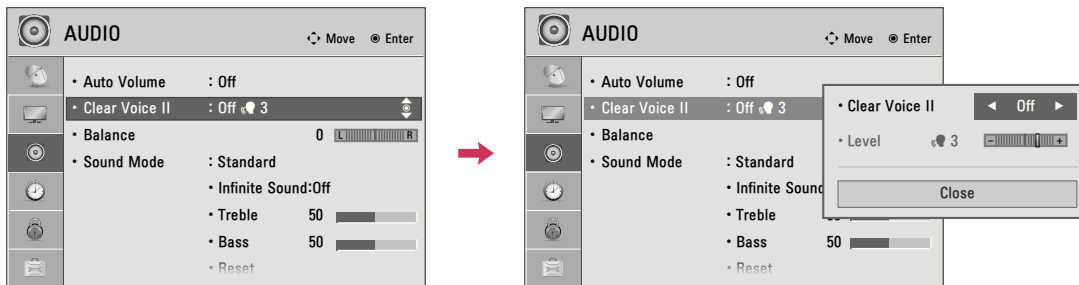 AUDIO
Move
Enter
• Auto Volume : Off
• Clear Voice II : Off 3
• Balance 0 L R
• Sound Mode : Standard
• Infinite Sound:Off
• Treble 50
• Bass 50
• Reset
AUDIO
Move
Enter
• Auto Volume : Off
• Clear Voice II : Off 3
• Balance
• Sound Mode : Standard
• Infinite Sound
• Treble
• Bass 50
• Reset
• Clear Voice II ◄ Off ►
• Level 3 - +
Close